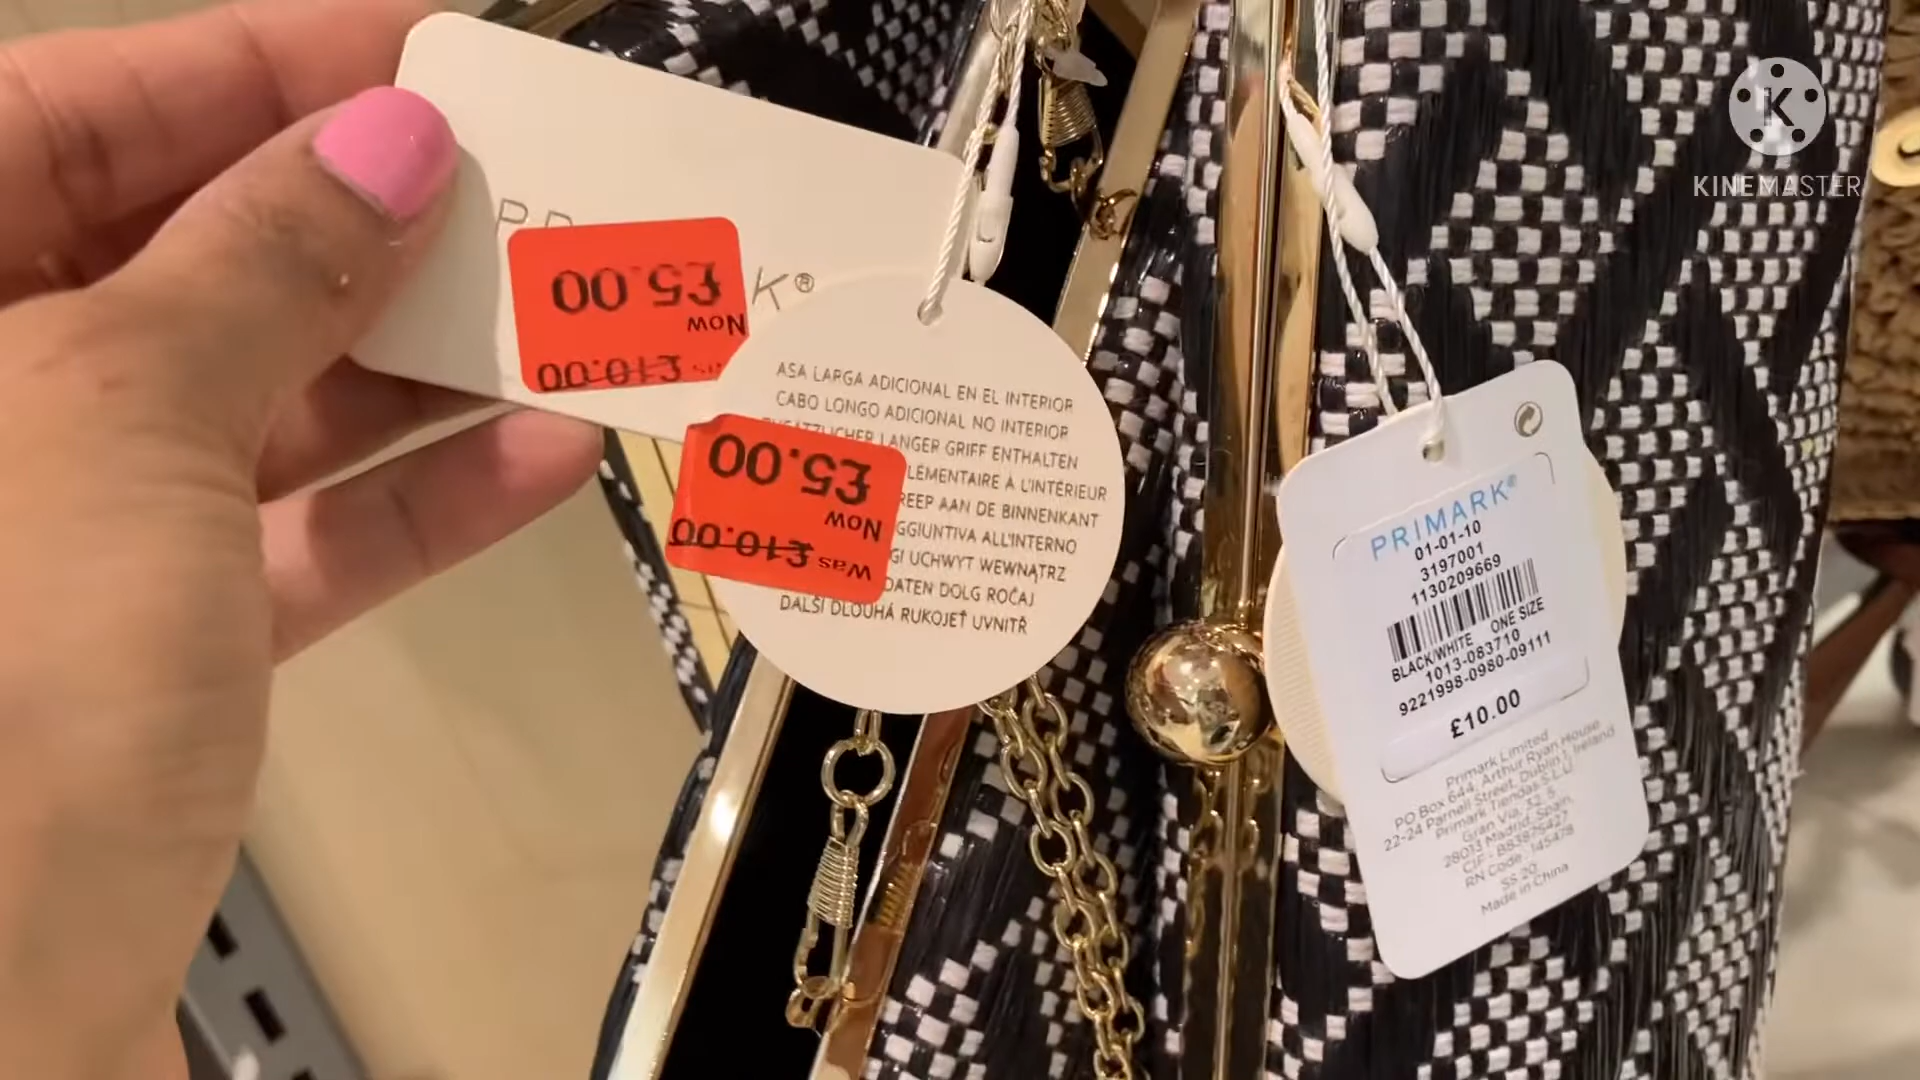 PR K®
£5.00
Now
£10.00
ASA LARGA ADICIONAL EN EL INTERIOR
CABO LONGO ADICIONAL NO INTERIOR
LANGER GRIFF ENTHALTEN
À L'INTÉRIEUR
AAN DE BINNENKANT
ALL'INTERNO
UCHWYT WEWNĄTRZ
DATEN DOLG ROČAJ
DALŠÍ DLOUHÁ RUKOJEŤ UVNITŘ
Was £10.00
Now
£5.00
PRIMARK®
01-01-10
3197001
1130209669
BLACK/WHITE ONE SIZE
1013-083710
9221998-0980-09111
£10.00
Primark Limited
PO Box 644, Arthur Ryan House
22-24 Parnell Street, Dublin 1, Ireland
Primark Tiendas S.L.U
Gran Via, 32, 5
28013 Madrid, Spain.
CIF : B83875427
RN Code : 145478
SS 20
Made in China
K
KINEMASTER